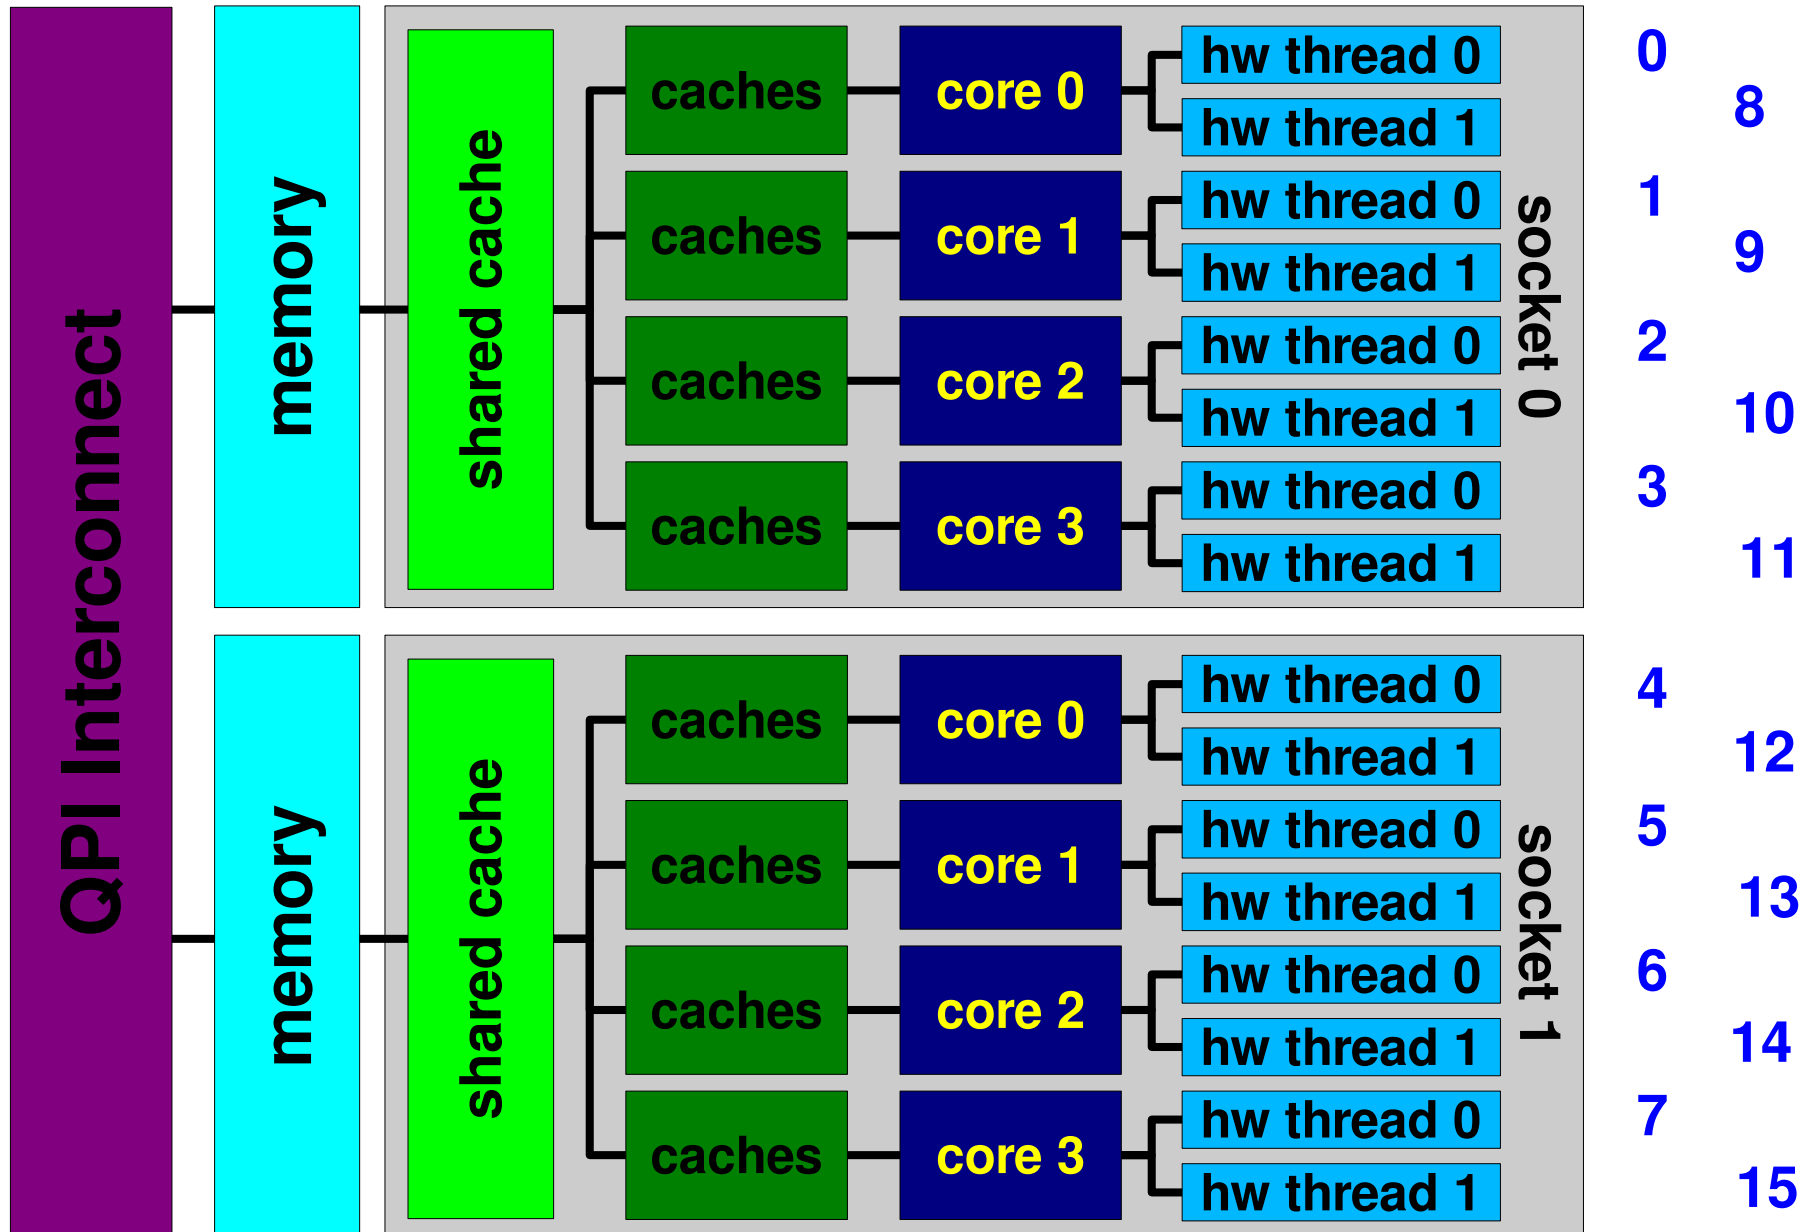 QPI Interconnect
memory
shared cache
caches
core 0
hw thread 0
0
hw thread 1
8
caches
core 1
hw thread 0
1
hw thread 1
9
caches
core 2
hw thread 0
2
hw thread 1
10
caches
core 3
hw thread 0
3
hw thread 1
11
socket 0
memory
shared cache
caches
core 0
hw thread 0
4
hw thread 1
12
caches
core 1
hw thread 0
5
hw thread 1
13
caches
core 2
hw thread 0
6
hw thread 1
14
caches
core 3
hw thread 0
7
hw thread 1
15
socket 1